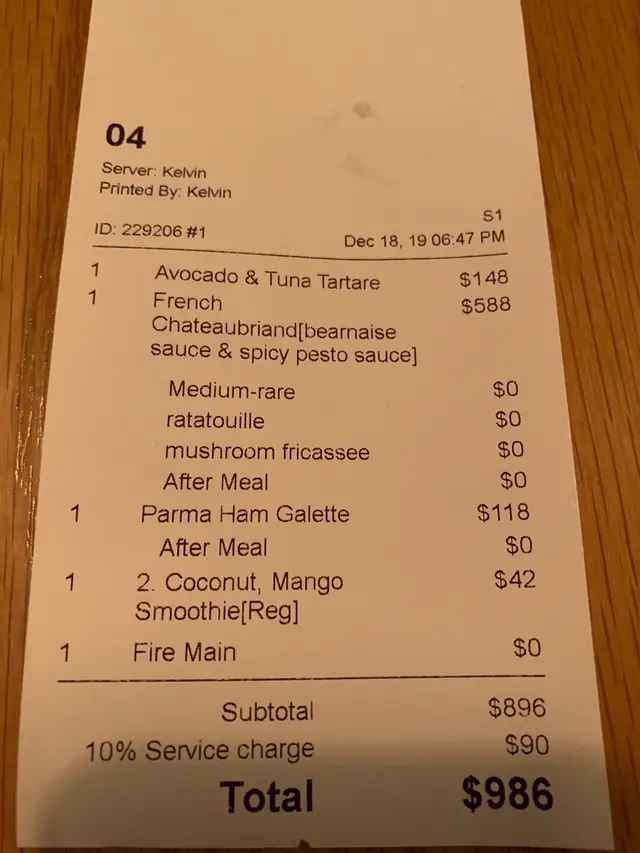 04
Server: Kelvin
Printed By: Kelvin
S1
ID: 229206 #1 Dec 18, 19 06:47 PM
1 Avocado & Tuna Tartare $148
1 French $588
Chateaubriand[bearnaise
sauce & spicy pesto sauce]
Medium-rare $0
ratatouille $0
mushroom fricassee $0
After Meal $0
1 Parma Ham Galette $118
After Meal $0
1 2. Coconut, Mango $42
Smoothie[Reg]
1 Fire Main $0
Subtotal $896
10% Service charge $90
Total $986